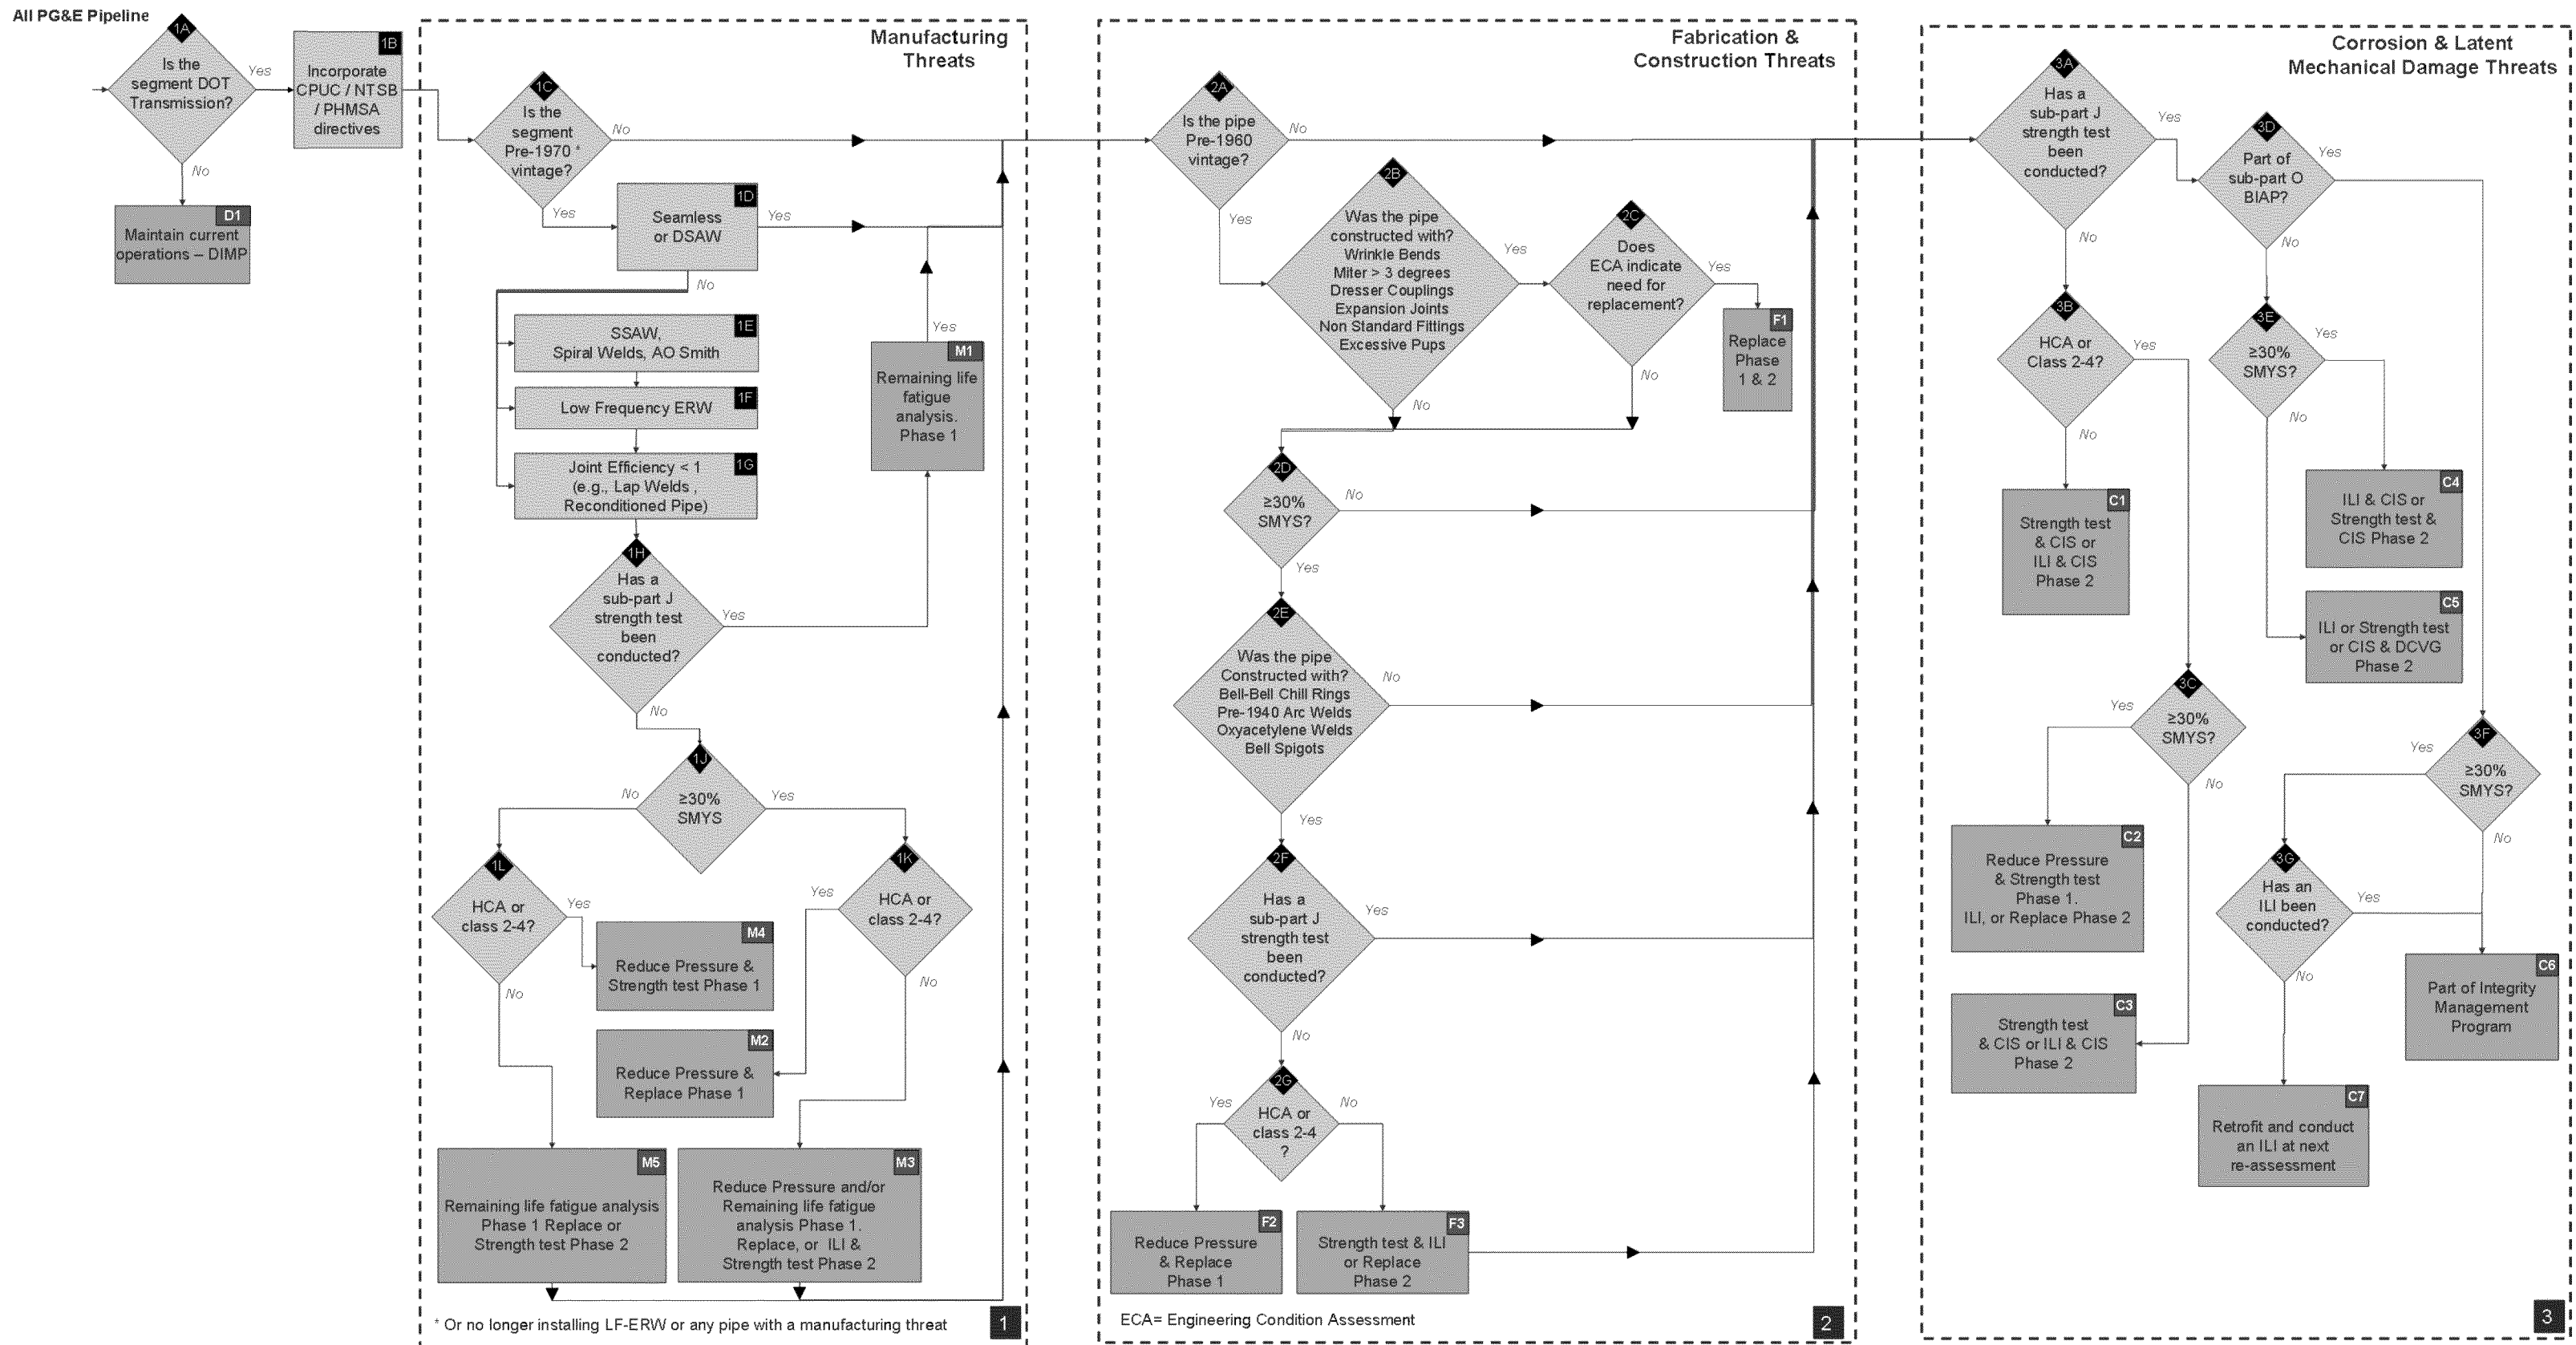 All PG&E Pipeline
1A
Is the
segment DOT
Transmission?
Yes
No
1B
Incorporate
CPUC / NTSB
/ PHMSA
directives
D1
Maintain current
operations – DIMP
Manufacturing
Threats
1C
Is the
segment
Pre-1970 *
vintage?
No
Yes
1D
Seamless
or DSAW
Yes
No
1E
SSAW,
Spiral Welds, AO Smith
1F
Low Frequency ERW
1G
Joint Efficiency < 1
(e.g., Lap Welds ,
Reconditioned Pipe)
M1
Remaining life
fatigue
analysis.
Phase 1
Yes
1H
Has a
sub-part J
strength test
been
conducted?
Yes
No
1J
≥30%
SMYS
No
Yes
1L
HCA or
class 2-4?
Yes
No
1K
HCA or
class 2-4?
Yes
No
M4
Reduce Pressure &
Strength test Phase 1
M2
Reduce Pressure &
Replace Phase 1
M5
Remaining life fatigue analysis
Phase 1 Replace or
Strength test Phase 2
M3
Reduce Pressure and/or
Remaining life fatigue
analysis Phase 1.
Replace, or ILI &
Strength test Phase 2
* Or no longer installing LF-ERW or any pipe with a manufacturing threat
1
Fabrication &
Construction Threats
2A
Is the pipe
Pre-1960
vintage?
No
Yes
2B
Was the pipe
constructed with?
Wrinkle Bends
Miter > 3 degrees
Dresser Couplings
Expansion Joints
Non Standard Fittings
Excessive Pups
Yes
No
2C
Does
ECA indicate
need for
replacement?
Yes
No
F1
Replace
Phase
1 & 2
2D
≥30%
SMYS?
No
Yes
2E
Was the pipe
Constructed with?
Bell-Bell Chill Rings
Pre-1940 Arc Welds
Oxyacetylene Welds
Bell Spigots
No
Yes
2F
Has a
sub-part J
strength test
been
conducted?
Yes
No
2G
HCA or
class 2-4
?
Yes
No
F2
Reduce Pressure
& Replace
Phase 1
F3
Strength test & ILI
or Replace
Phase 2
ECA= Engineering Condition Assessment
2
Corrosion & Latent
Mechanical Damage Threats
3A
Has a
sub-part J
strength test
been
conducted?
Yes
No
3D
Part of
sub-part O
BIAP?
Yes
No
3B
HCA or
Class 2-4?
Yes
No
3E
≥30%
SMYS?
Yes
No
C1
Strength test
& CIS or
ILI & CIS
Phase 2
C4
ILI & CIS or
Strength test &
CIS Phase 2
C5
ILI or Strength test
or CIS & DCVG
Phase 2
3C
≥30%
SMYS?
Yes
No
3F
≥30%
SMYS?
Yes
No
C2
Reduce Pressure
& Strength test
Phase 1.
ILI, or Replace Phase 2
3G
Has an
ILI been
conducted?
Yes
No
C3
Strength test
& CIS or ILI & CIS
Phase 2
C6
Part of Integrity
Management
Program
C7
Retrofit and conduct
an ILI at next
re-assessment
3